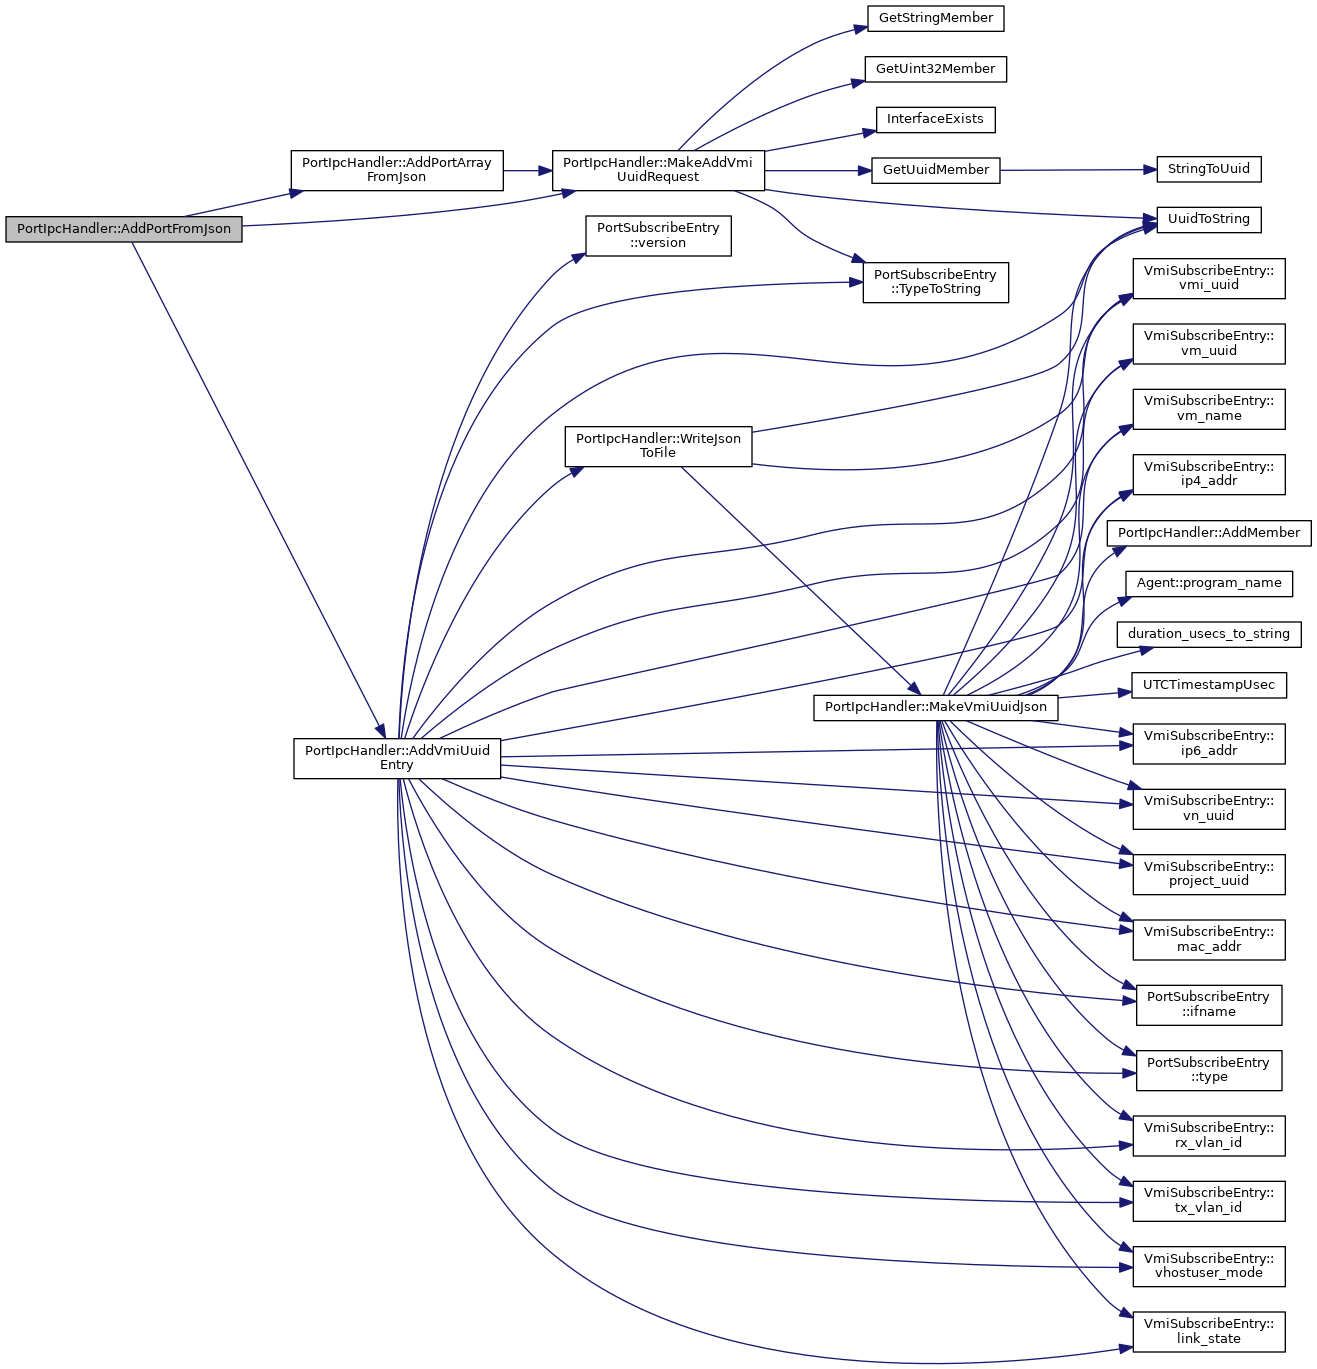 GetStringMember
GetUint32Member
InterfaceExists
PortIpcHandler::AddPortArray
FromJson
PortIpcHandler::MakeAddVmi
UuidRequest
GetUuidMember
StringToUuid
PortIpcHandler::AddPortFromJson
PortSubscribeEntry
::version
UuidToString
PortSubscribeEntry
::TypeToString
VmiSubscribeEntry::
vmi_uuid
VmiSubscribeEntry::
vm_uuid
VmiSubscribeEntry::
vm_name
PortIpcHandler::WriteJson
ToFile
VmiSubscribeEntry::
ip4_addr
PortIpcHandler::AddMember
Agent::program_name
duration_usecs_to_string
UTCTimestampUsec
PortIpcHandler::MakeVmiUuidJson
PortIpcHandler::AddVmiUuid
Entry
VmiSubscribeEntry::
ip6_addr
VmiSubscribeEntry::
vn_uuid
VmiSubscribeEntry::
project_uuid
VmiSubscribeEntry::
mac_addr
PortSubscribeEntry
::ifname
PortSubscribeEntry
::type
VmiSubscribeEntry::
rx_vlan_id
VmiSubscribeEntry::
tx_vlan_id
VmiSubscribeEntry::
vhostuser_mode
VmiSubscribeEntry::
link_state